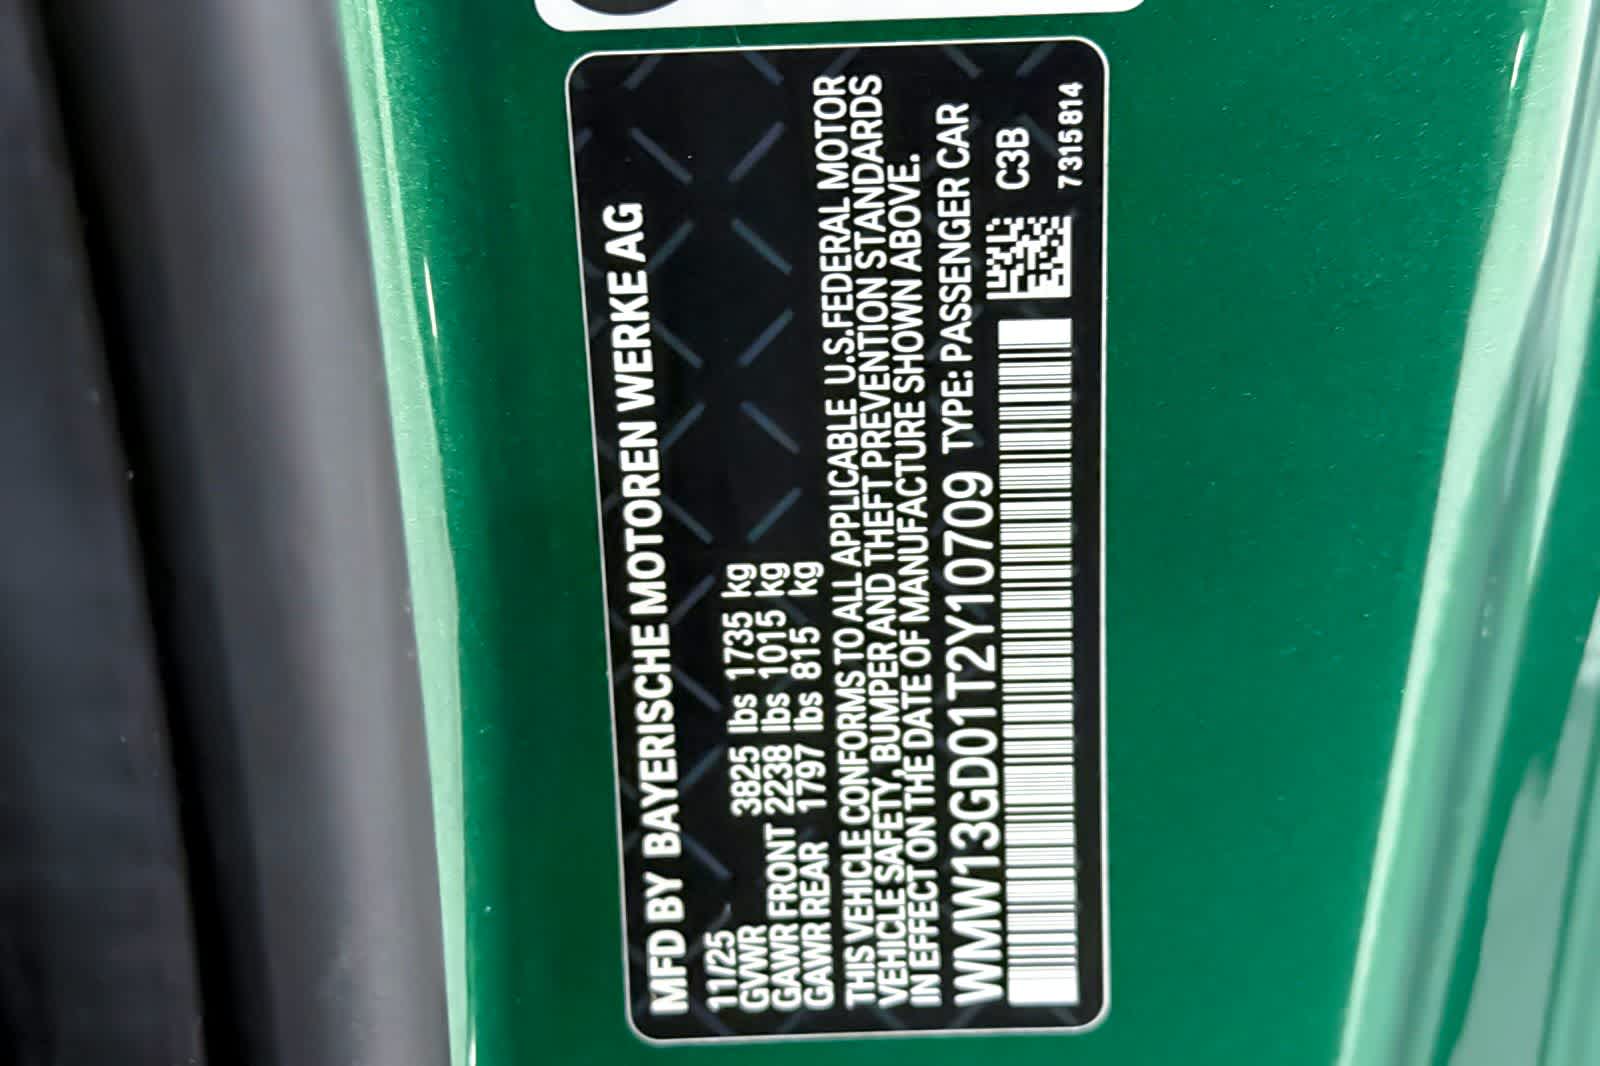 MFD BY BAYERISCHE MOTOREN WERKE AG
11/25
GVWR 3825 lbs 1735 kg
GAWR FRONT 2238 lbs 1015 kg
GAWR REAR 1797 lbs 815 kg
THIS VEHICLE CONFORMS TO ALL APPLICABLE U.S.FEDERAL MOTOR
VEHICLE SAFETY, BUMPER AND THEFT PREVENTION STANDARDS
IN EFFECT ON THE DATE OF MANUFACTURE SHOWN ABOVE.
WMW13GD01T2Y10709 TYPE: PASSENGER CAR
C3B
7315814